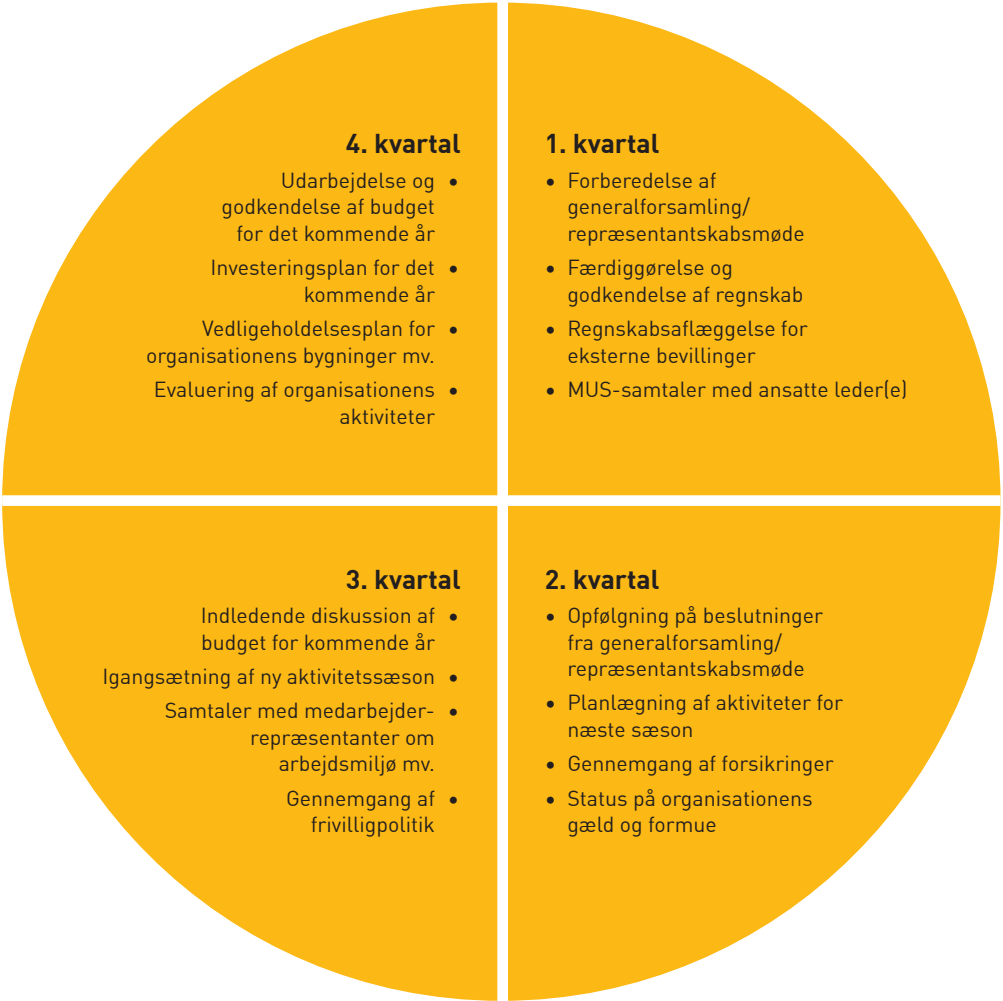 4. kvartal
Udarbejdelse og •
godkendelse af budget
for det kommende år
Investeringsplan for det •
kommende år
Vedligeholdelsesplan for •
organisationens bygninger mv.
Evaluering af organisationens •
aktiviteter
1. kvartal
• Forberedelse af
generalforsamling/
repræsentantskabsmøde
• Færdiggørelse og
godkendelse af regnskab
• Regnskabsaflæggelse for
eksterne bevillinger
• MUS-samtaler med ansatte leder(e)
3. kvartal
Indledende diskussion af •
budget for kommende år
Igangsætning af ny aktivitetssæson •
Samtaler med medarbejder- •
repræsentanter om
arbejdsmiljø mv.
Gennemgang af •
frivilligpolitik
2. kvartal
• Opfølgning på beslutninger
fra generalforsamling/
repræsentantskabsmøde
• Planlægning af aktiviteter for
næste sæson
• Gennemgang af forsikringer
• Status på organisationens
gæld og formue